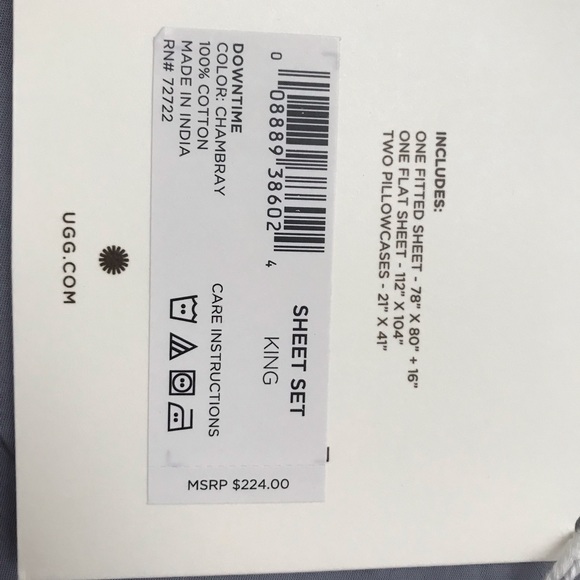 INCLUDES:
ONE FITTED SHEET - 78" X 80" + 16"
ONE FLAT SHEET - 112" X 104"
TWO PILLOWCASES - 21" X 41"
0 08889 38602 4
SHEET SET
KING
DOWNTIME
COLOR: CHAMBRAY
100% COTTON
MADE IN INDIA
RN# 72722
CARE INSTRUCTIONS
MSRP $224.00
UGG.COM